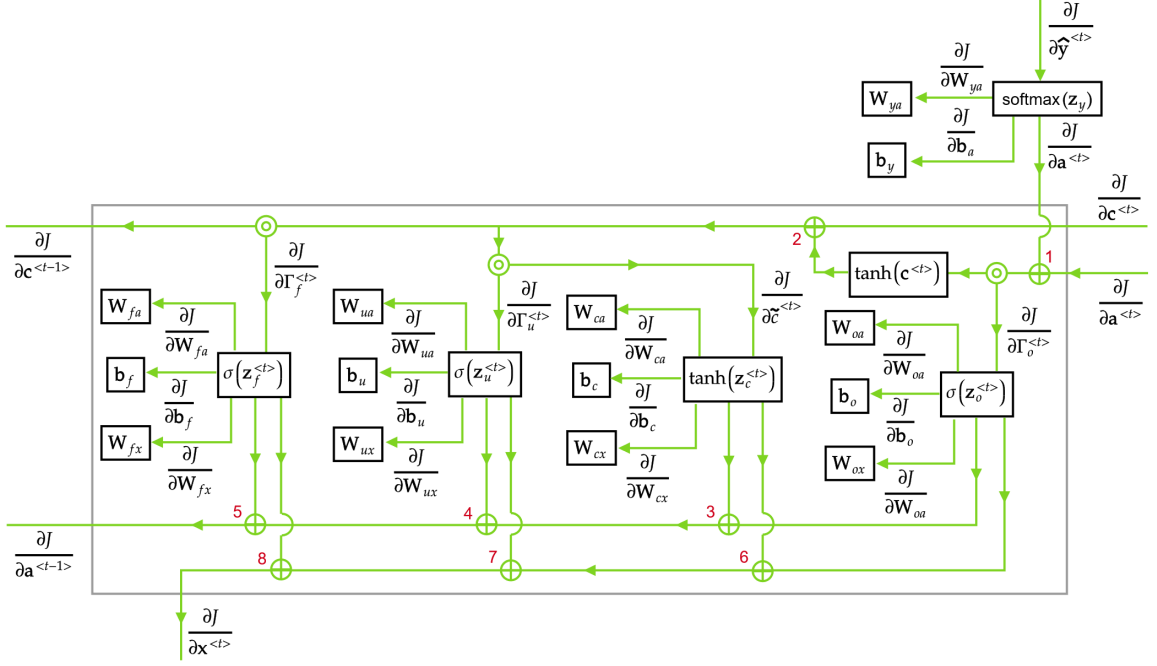 ∂J
∂ŷ^<t>
∂J
∂W_ya
W_ya
softmax(z_y)
∂J
∂b_a
∂J
∂a^<t>
b_y
∂J
∂c^<t>
2
1
∂J
∂c^<t-1>
∂J
∂Γ_f^<t>
∂J
∂Γ_u^<t>
∂J
∂c̃^<t>
tanh(c^<t>)
∂J
∂a^<t>
∂J
∂Γ_o^<t>
W_fa
∂J
∂W_fa
W_ua
∂J
∂W_ua
W_ca
∂J
∂W_ca
W_oa
∂J
∂W_oa
b_f
∂J
∂b_f
σ(z_f^<t>)
b_u
∂J
∂b_u
σ(z_u^<t>)
b_c
∂J
∂b_c
tanh(z_c^<t>)
b_o
∂J
∂b_o
σ(z_o^<t>)
W_fx
∂J
∂W_fx
W_ux
∂J
∂W_ux
W_cx
∂J
∂W_cx
W_ox
∂J
∂W_oa
5
4
3
∂J
∂a^<t-1>
8
7
6
∂J
∂x^<t>